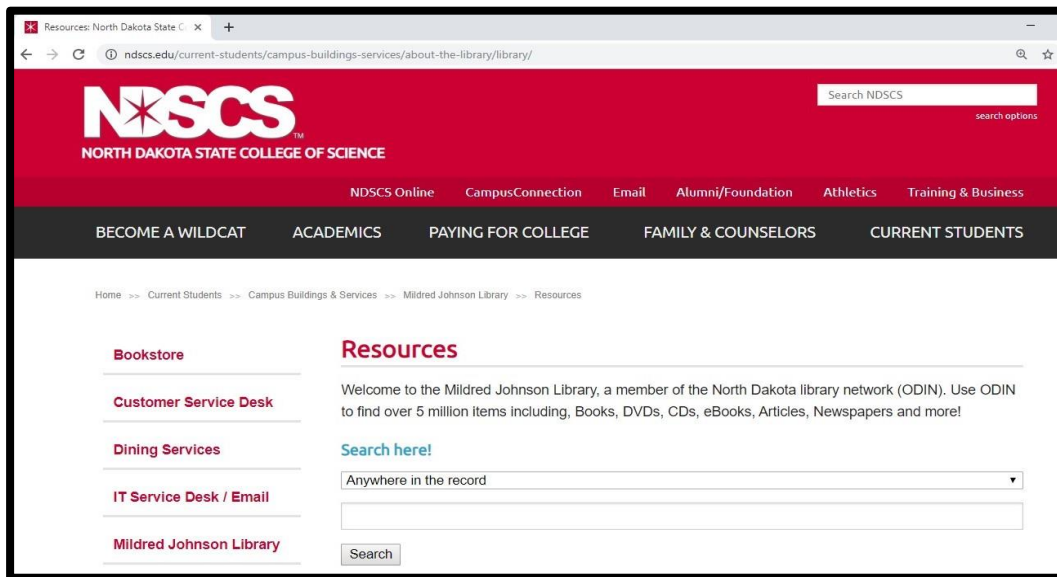 Resources: North Dakota State C
ndscs.edu/current-students/campus-buildings-services/about-the-library/library/
NDSCS TM
NORTH DAKOTA STATE COLLEGE OF SCIENCE
Search NDSCS
search options
NDSCS Online CampusConnection Email Alumni/Foundation Athletics Training & Business
BECOME A WILDCAT ACADEMICS PAYING FOR COLLEGE FAMILY & COUNSELORS CURRENT STUDENTS
Home >> Current Students >> Campus Buildings & Services >> Mildred Johnson Library >> Resources
Bookstore
Customer Service Desk
Dining Services
IT Service Desk / Email
Mildred Johnson Library
Resources
Welcome to the Mildred Johnson Library, a member of the North Dakota library network (ODIN). Use ODIN
to find over 5 million items including, Books, DVDs, CDs, eBooks, Articles, Newspapers and more!
Search here!
Anywhere in the record
Search